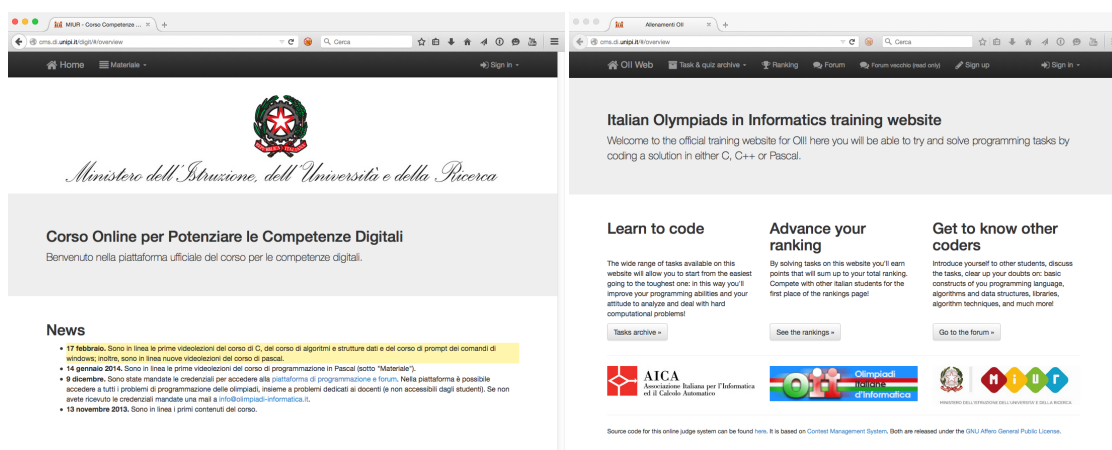 MIUR - Corso Competenze ...
cms.di.unipi.it/digit/#/overview
Cerca
Home
Materiale
Sign in
Ministero dell'Istruzione, dell'Università e della Ricerca
Corso Online per Potenziare le Competenze Digitali
Benvenuto nella piattaforma ufficiale del corso per le competenze digitali.
News
17 febbraio. Sono in linea le prime videolezioni del corso di C, del corso di algoritmi e strutture dati e del corso di prompt dei comandi di
windows; inoltre, sono in linea nuove videolezioni del corso di pascal.
14 gennaio 2014. Sono in linea le prime videolezioni del corso di programmazione in Pascal (sotto "Materiale").
9 dicembre. Sono state mandate le credenziali per accedere alla piattaforma di programmazione e forum. Nella piattaforma è possibile
accedere a tutti i problemi di programmazione delle olimpiadi, insieme a problemi dedicati ai docenti (e non accessibili dagli studenti). Se non
avete ricevuto le credenziali mandate una mail a info@olimpiadi-informatica.it.
13 novembre 2013. Sono in linea i primi contenuti del corso.
Allenamenti OII
cms.di.unipi.it/#/overview
Cerca
OII Web
Task & quiz archive
Ranking
Forum
Forum vecchio (read only)
Sign up
Sign in
Italian Olympiads in Informatics training website
Welcome to the official training website for OII! here you will be able to try and solve programming tasks by
coding a solution in either C, C++ or Pascal.
Learn to code
The wide range of tasks available on this
website will allow you to start from the easiest
going to the toughest one: in this way you'll
improve your programming abilities and your
attitude to analyze and deal with hard
computational problems!
Tasks archive »
Advance your
ranking
By solving tasks on this website you'll earn
points that will sum up to your total ranking.
Compete with other italian students for the
first place of the rankings page!
See the rankings »
Get to know other
coders
Introduce yourself to other students, discuss
the tasks, clear up your doubts on: basic
constructs of you programming language,
algorithms and data structures, libraries,
algorithm techniques, and much more!
Go to the forum »
AICA
Associazione Italiana per l'Informatica
ed il Calcolo Automatico
Olimpiadi
Italiane
d'Informatica
MIUR
MINISTERO DELL'ISTRUZIONE DELL'UNIVERSITÀ E DELLA RICERCA
Source code for this online judge system can be found here. It is based on Contest Management System. Both are released under the GNU Affero General Public License.